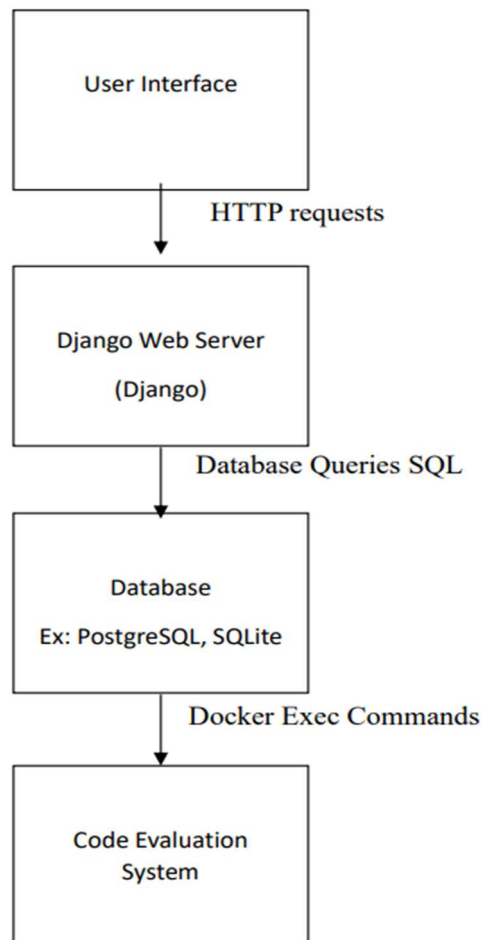 User Interface
HTTP requests
Django Web Server
(Django)
Database Queries SQL
Database
Ex: PostgreSQL, SQLite
Docker Exec Commands
Code Evaluation
System